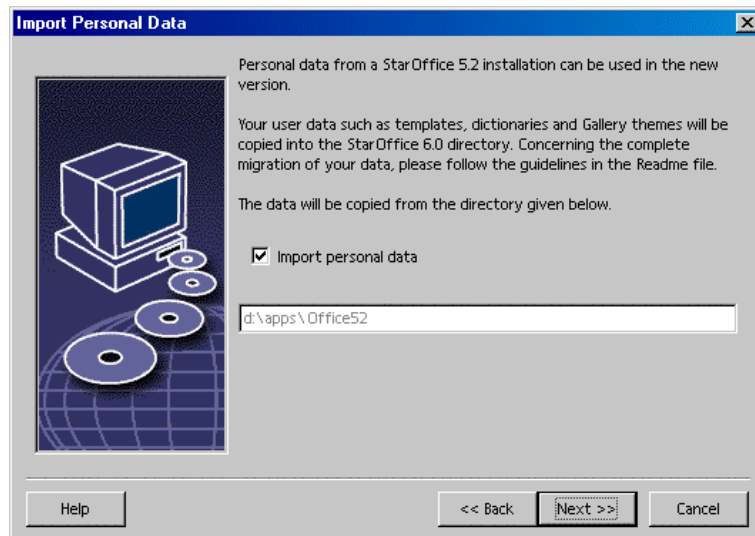 Import Personal Data
Personal data from a StarOffice 5.2 installation can be used in the new
version.
Your user data such as templates, dictionaries and Gallery themes will be
copied into the StarOffice 6.0 directory. Concerning the complete
migration of your data, please follow the guidelines in the Readme file.
The data will be copied from the directory given below.
Import personal data
d:\apps\Office52
Help
<< Back
Next >>
Cancel